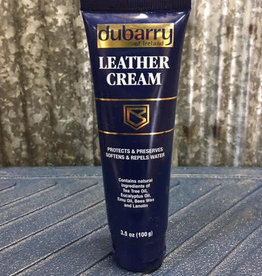 dubarry
of Ireland
LEATHER
CREAM
PROTECTS & PRESERVES
SOFTENS & REPELS WATER
Contains natural
ingredients of
Tea Tree Oil,
Eucalyptus Oil,
Emu Oil, Bees Wax
and Lanolin
3.5 oz (100 g)